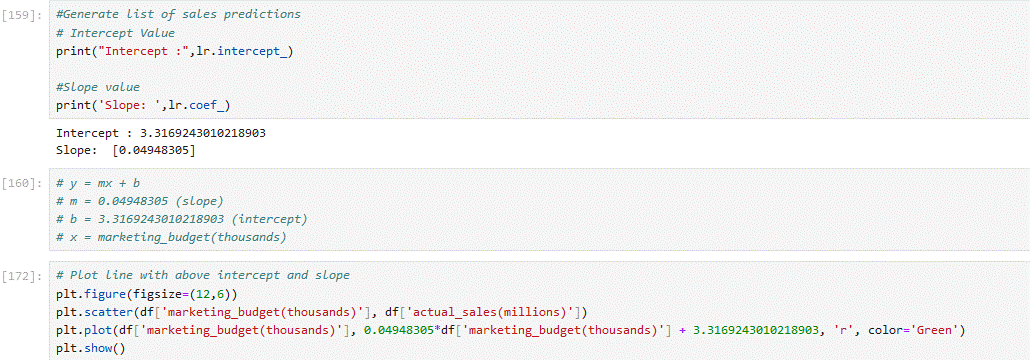 [159]: #Generate list of sales predictions
# Intercept Value
print("Intercept :",lr.intercept_)
#Slope value
print('Slope: ',lr.coef_)
Intercept : 3.3169243010218903
Slope:  [0.04948305]
[160]: # y = mx + b
# m = 0.04948305 (slope)
# b = 3.3169243010218903 (intercept)
# x = marketing_budget(thousands)
[172]: # Plot line with above intercept and slope
plt.figure(figsize=(12,6))
plt.scatter(df['marketing_budget(thousands)'], df['actual_sales(millions)'])
plt.plot(df['marketing_budget(thousands)'], 0.04948305*df['marketing_budget(thousands)'] + 3.3169243010218903, 'r', color='Green')
plt.show()